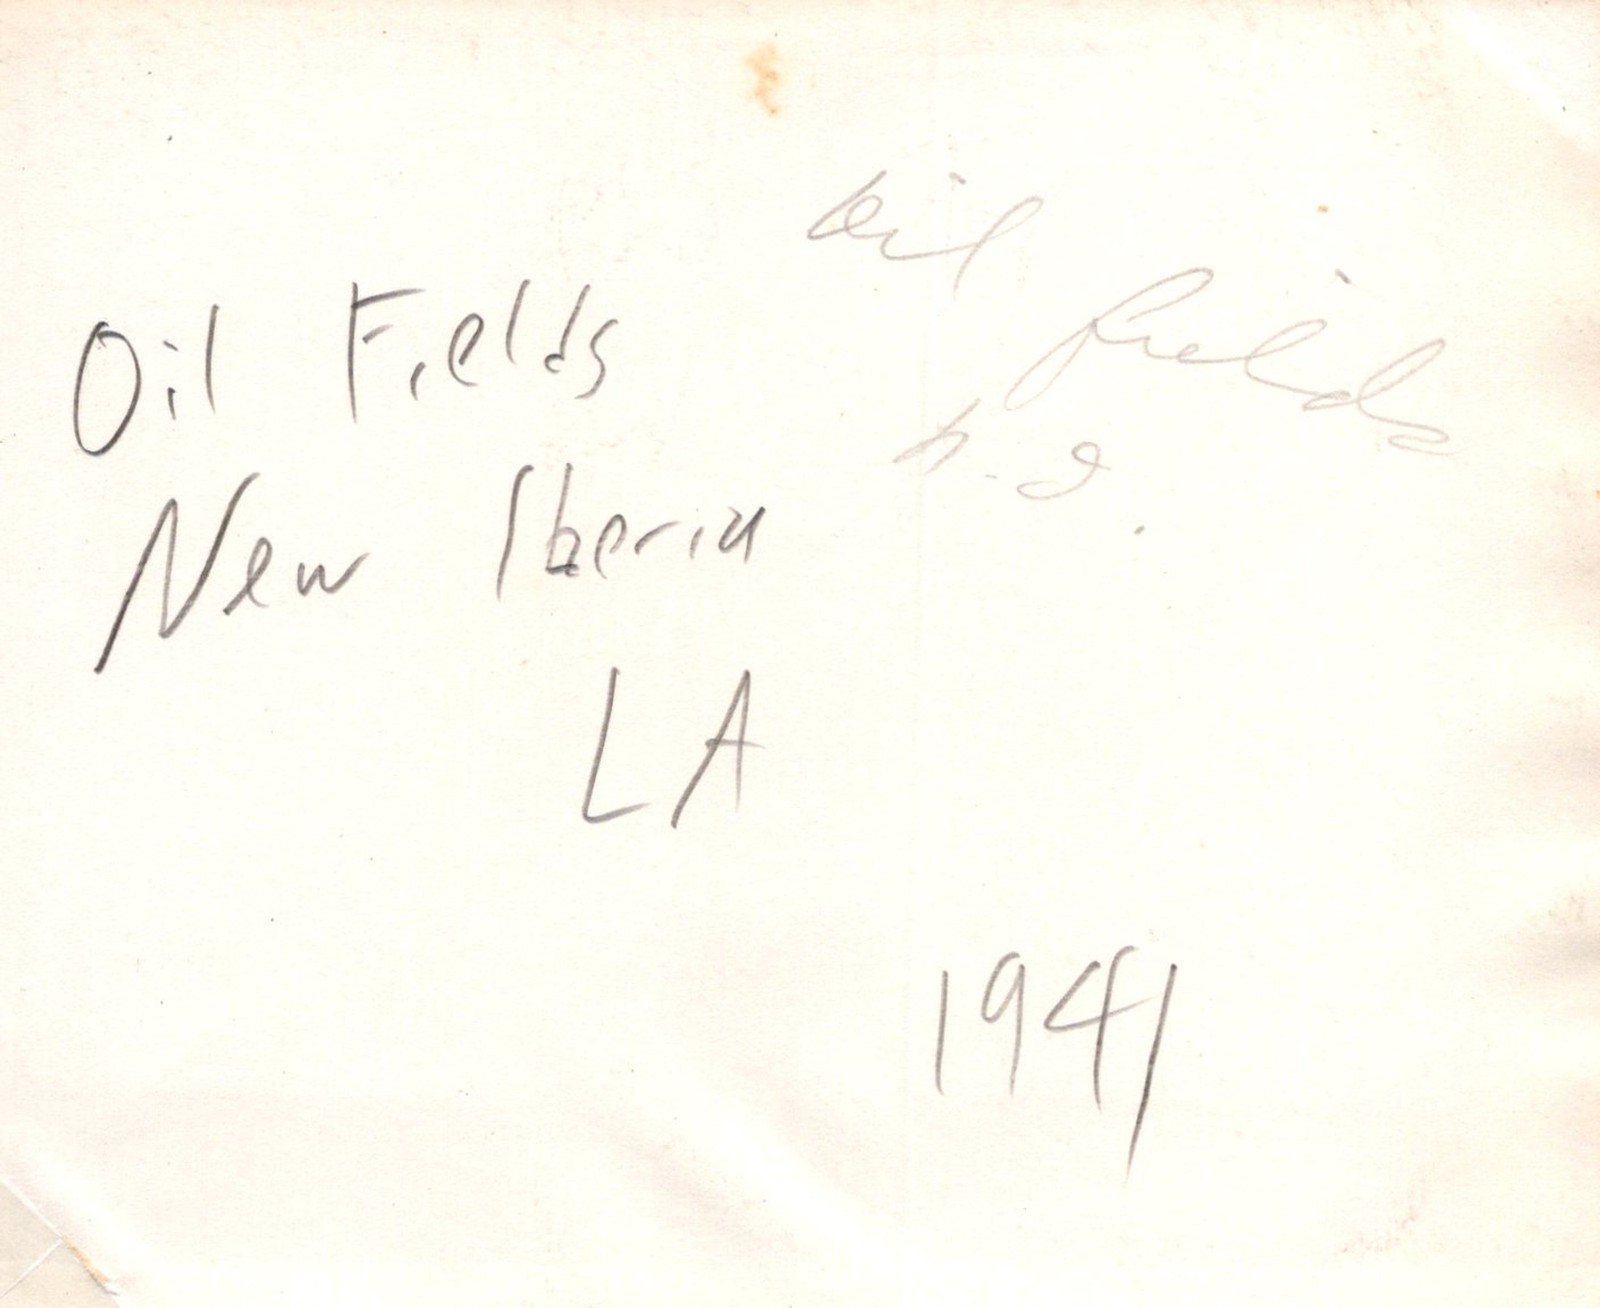 Oil Fields
New Iberia
LA
1941
Oil
fields
n. I.